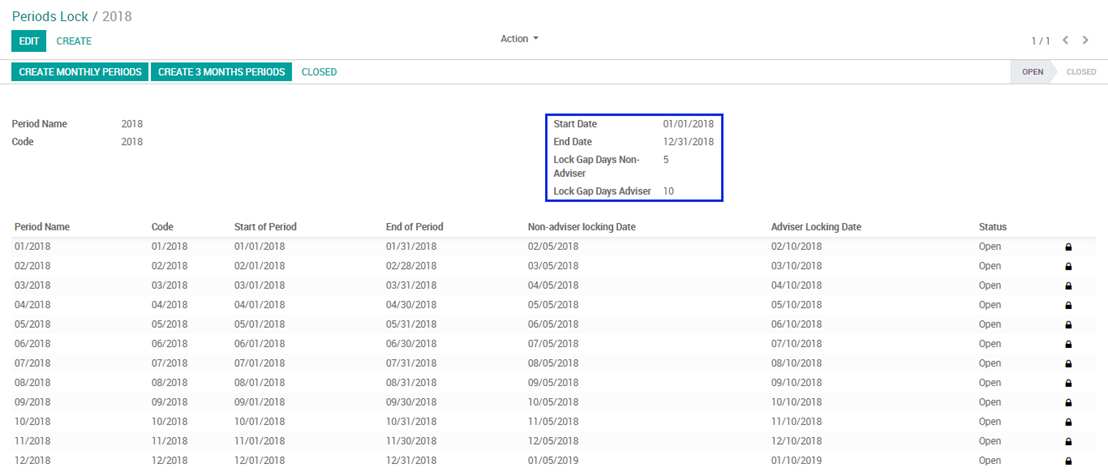 Periods Lock / 2018
EDIT CREATE Action 1 / 1
CREATE MONTHLY PERIODS CREATE 3 MONTHS PERIODS CLOSED OPEN CLOSED
Period Name 2018 Start Date 01/01/2018
Code 2018 End Date 12/31/2018
Lock Gap Days Non-Adviser 5
Lock Gap Days Adviser 10
Period Name Code Start of Period End of Period Non-adviser locking Date Adviser Locking Date Status
01/2018 01/2018 01/01/2018 01/31/2018 02/05/2018 02/10/2018 Open
02/2018 02/2018 02/01/2018 02/28/2018 03/05/2018 03/10/2018 Open
03/2018 03/2018 03/01/2018 03/31/2018 04/05/2018 04/10/2018 Open
04/2018 04/2018 04/01/2018 04/30/2018 05/05/2018 05/10/2018 Open
05/2018 05/2018 05/01/2018 05/31/2018 06/05/2018 06/10/2018 Open
06/2018 06/2018 06/01/2018 06/30/2018 07/05/2018 07/10/2018 Open
07/2018 07/2018 07/01/2018 07/31/2018 08/05/2018 08/10/2018 Open
08/2018 08/2018 08/01/2018 08/31/2018 09/05/2018 09/10/2018 Open
09/2018 09/2018 09/01/2018 09/30/2018 10/05/2018 10/10/2018 Open
10/2018 10/2018 10/01/2018 10/31/2018 11/05/2018 11/10/2018 Open
11/2018 11/2018 11/01/2018 11/30/2018 12/05/2018 12/10/2018 Open
12/2018 12/2018 12/01/2018 12/31/2018 01/05/2019 01/10/2019 Open